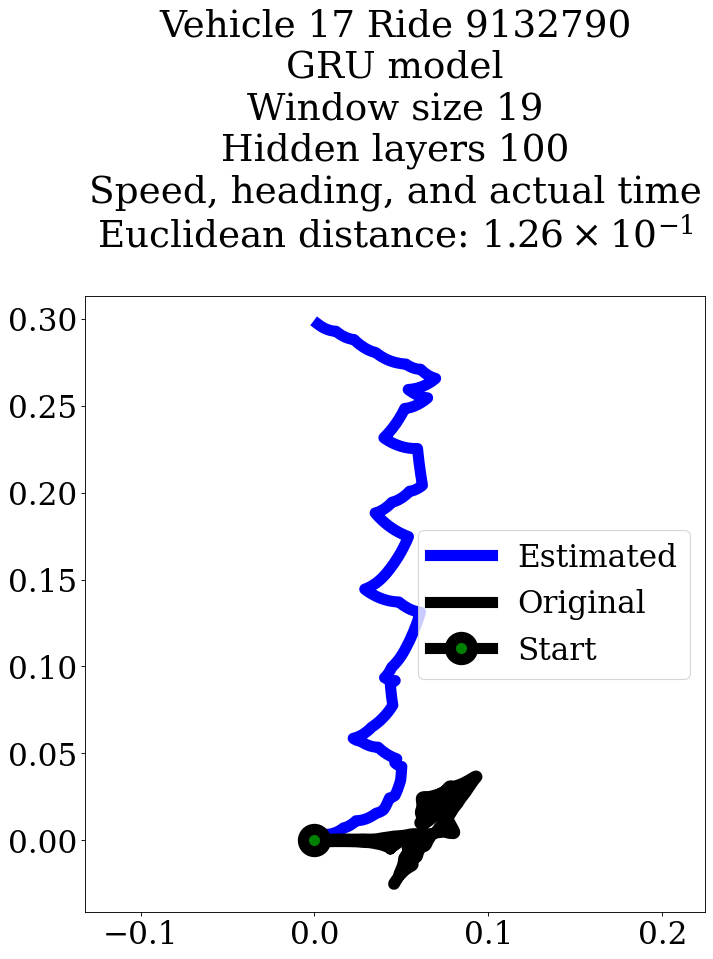 Vehicle 17 Ride 9132790
GRU model
Window size 19
Hidden layers 100
Speed, heading, and actual time
Euclidean distance: 1.26 × 10⁻¹
0.30
0.25
0.20
0.15
0.10
0.05
0.00
Estimated
Original
Start
−0.1
0.0
0.1
0.2